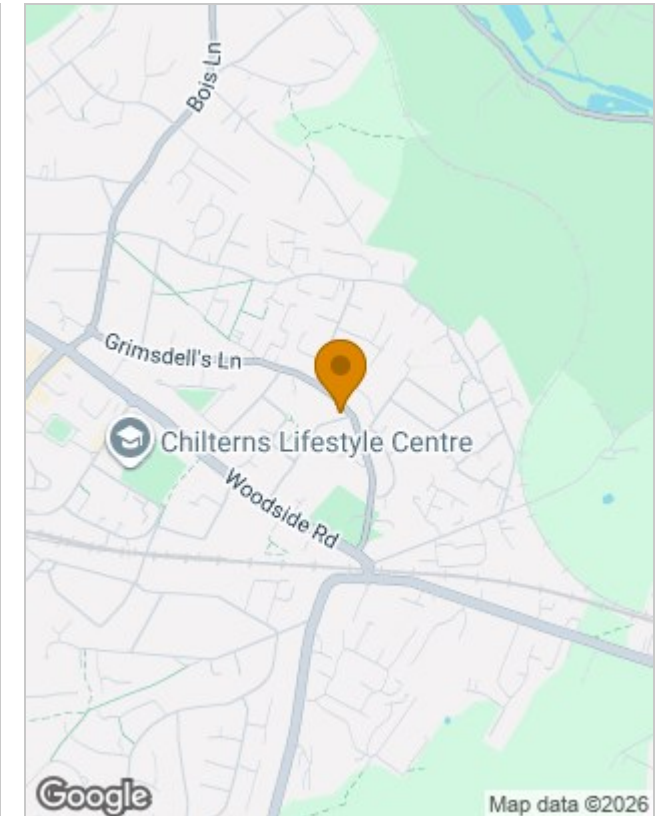 Bois Ln
Grimsdell's Ln
Chilterns Lifestyle Centre
Woodside Rd
Google
Map data ©2026